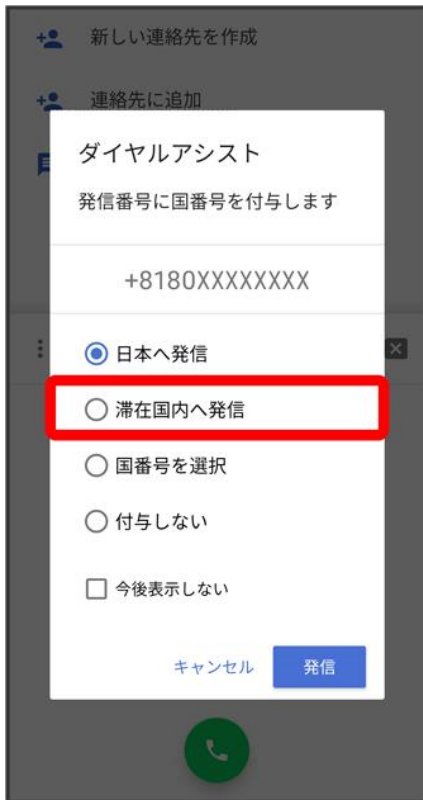 新しい連絡先を作成
連絡先に追加
ダイヤルアシスト
発信番号に国番号を付与します
+8180XXXXXXXX
日本へ発信
滞在国内へ発信
国番号を選択
付与しない
今後表示しない
キャンセル
発信